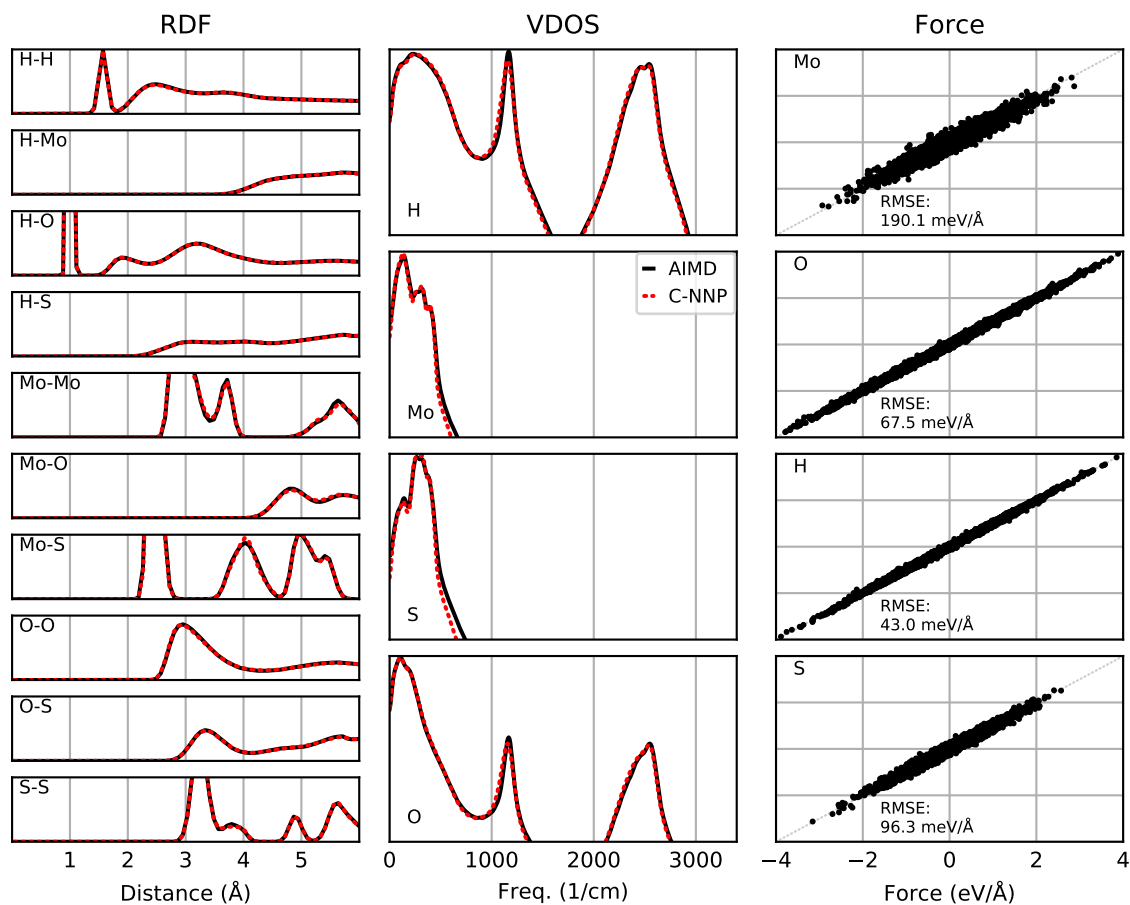 RDF
H-H
H-Mo
H-O
H-S
Mo-Mo
Mo-O
Mo-S
O-O
O-S
S-S
1 2 3 4 5
Distance (Å)
VDOS
H
AIMD
C-NNP
Mo
S
O
0 1000 2000 3000
Freq. (1/cm)
Force
Mo
RMSE:
190.1 meV/Å
O
RMSE:
67.5 meV/Å
H
RMSE:
43.0 meV/Å
S
RMSE:
96.3 meV/Å
−4 −2 0 2 4
Force (eV/Å)